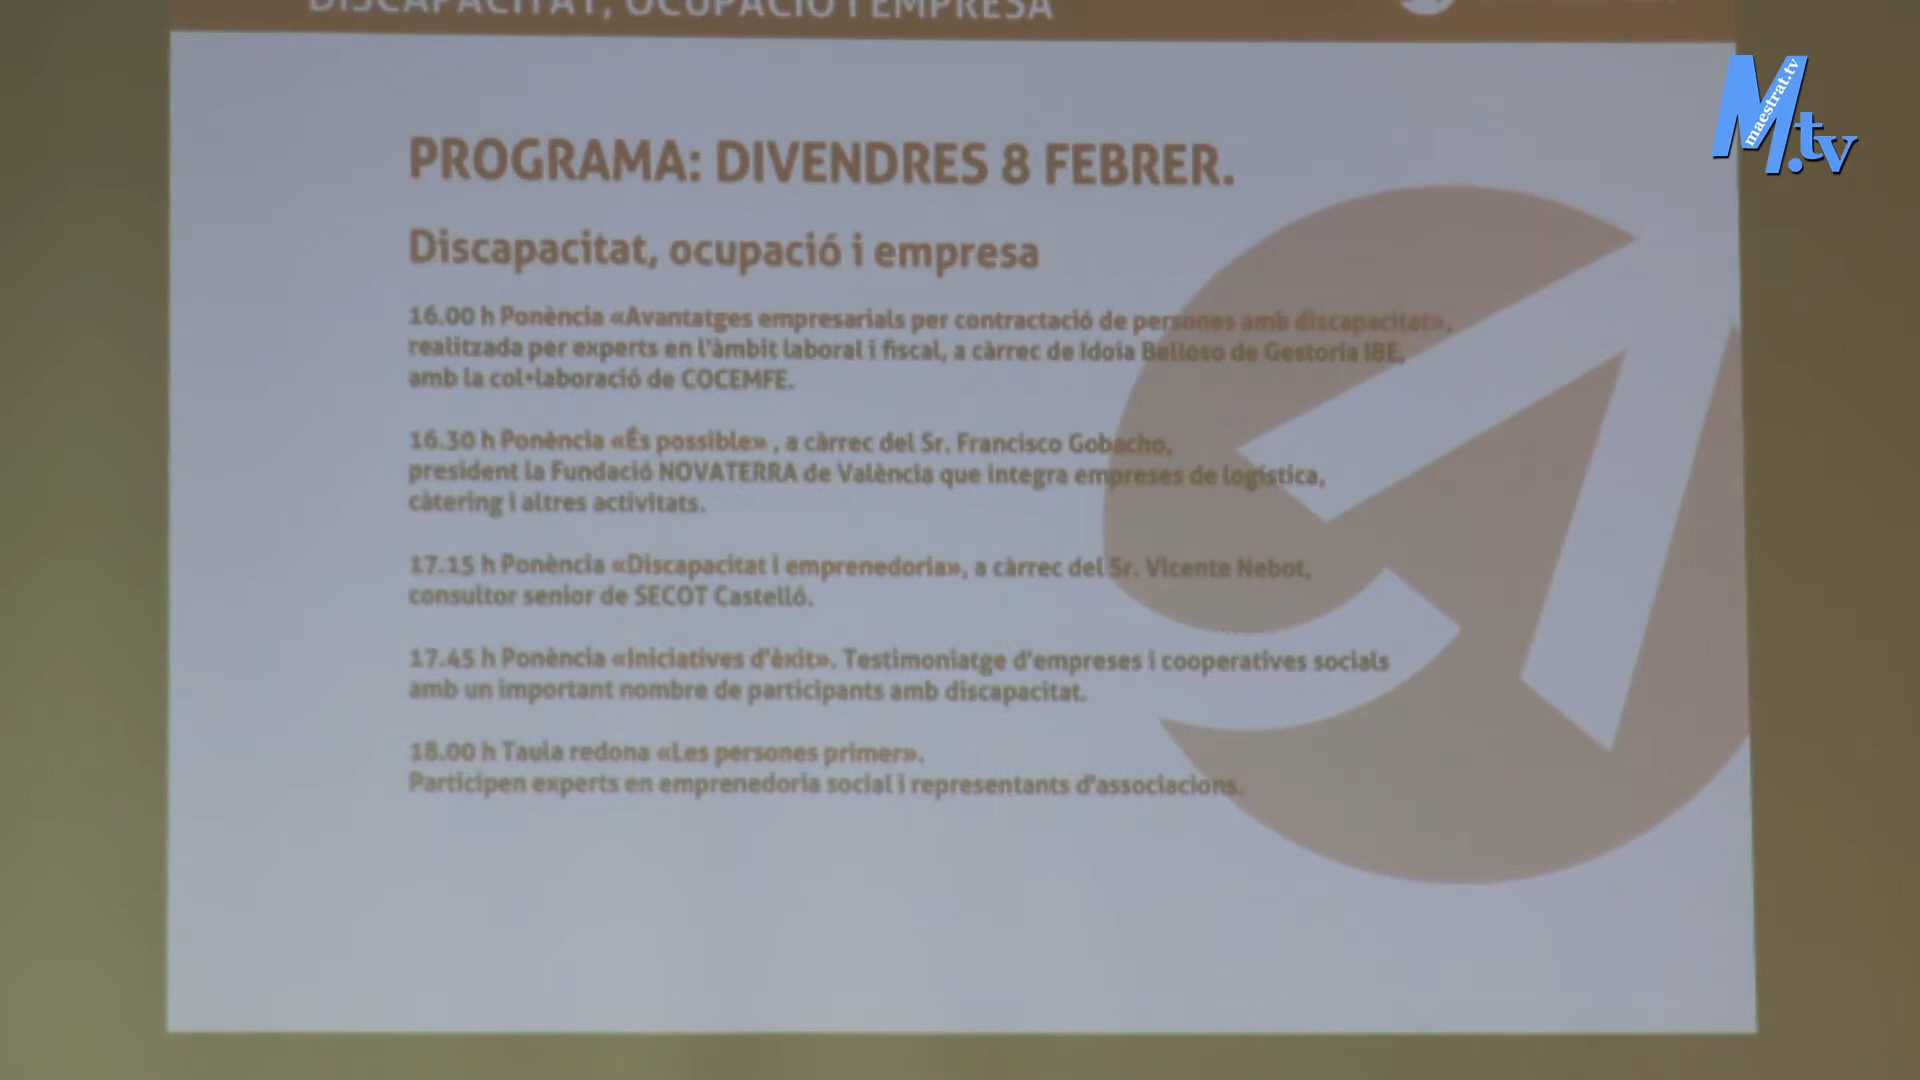 DISCAPACITAT, OCUPACIÓ I EMPRESA
maestrat.tv
M.tv
PROGRAMA: DIVENDRES 8 FEBRER.
Discapacitat, ocupació i empresa
16.00 h Ponència «Avantatges empresarials per contractació de persones amb discapacitat»,
realitzada per experts en l'àmbit laboral i fiscal, a càrrec de Idoia Belloso de Gestoria IBE,
amb la col·laboració de COCEMFE.
16.30 h Ponència «És possible» , a càrrec del Sr. Francisco Gobacho,
president la Fundació NOVATERRA de València que integra empreses de logística,
càtering i altres activitats.
17.15 h Ponència «Discapacitat i emprenedoria», a càrrec del Sr. Vicente Nebot,
consultor senior de SECOT Castelló.
17.45 h Ponència «Iniciatives d'èxit». Testimoniatge d'empreses i cooperatives socials
amb un important nombre de participants amb discapacitat.
18.00 h Taula redona «Les persones primer».
Participen experts en emprenedoria social i representants d'associacions.